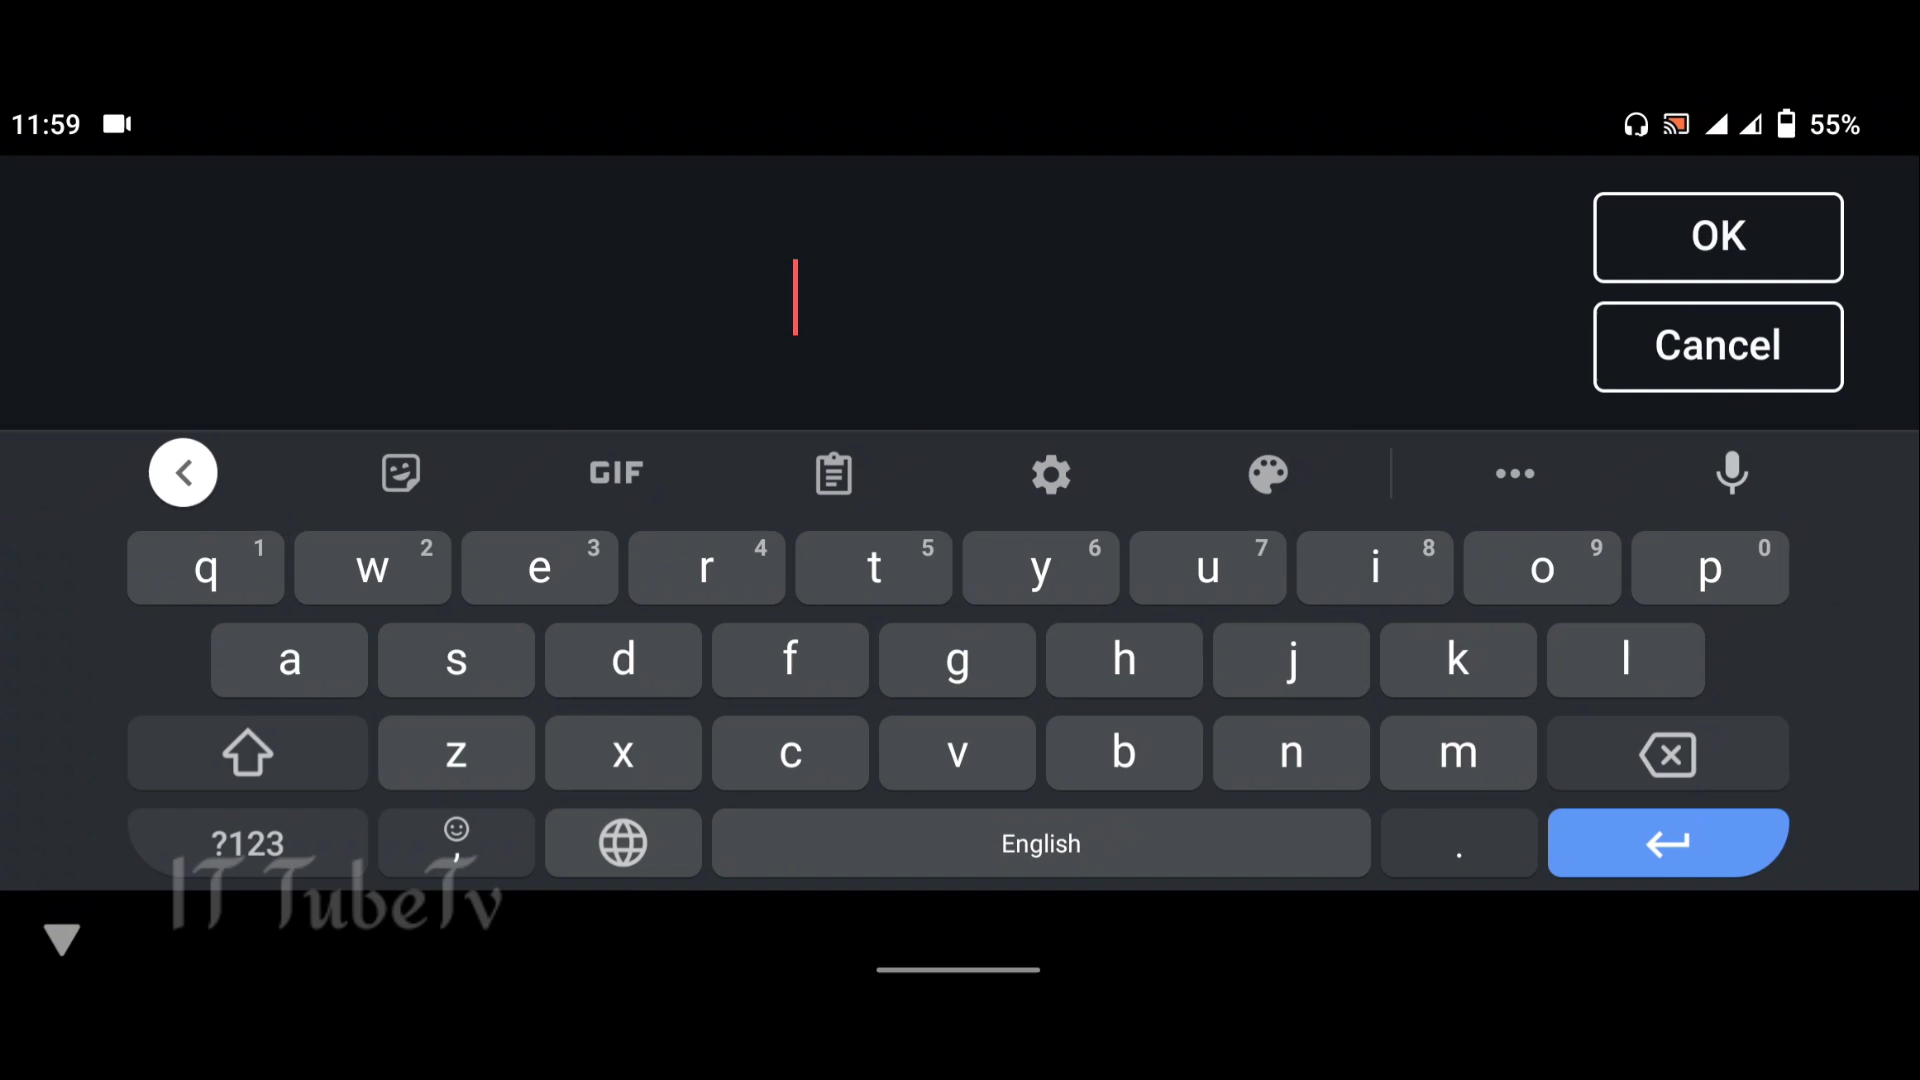 11:59 55%
OK
Cancel
GIF
q 1 w 2 e 3 r 4 t 5 y 6 u 7 i 8 o 9 p 0
a s d f g h j k l
z x c v b n m
?123 , English .
IT TubeTv